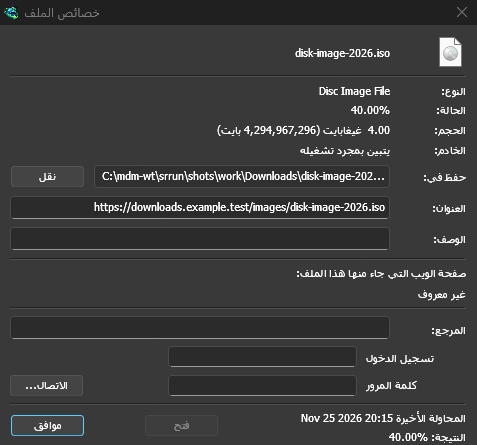 خصائص الملف
disk-image-2026.iso
النوع: Disc Image File
الحالة: 40.00%
الحجم: 4.00 غيغابايت (4,294,967,296 بايت)
الخادم: يتبين بمجرد تشغيله
حفظ في: C:\mdm-wt\srrun\shots\work\Downloads\disk-image-202... نقل
العنوان: https://downloads.example.test/images/disk-image-2026.iso
الوصف:
صفحة الويب التي جاء منها هذا الملف:
غير معروف
المرجع:
تسجيل الدخول
كلمة المرور الاتصال...
المحاولة الأخيرة Nov 25 2026 20:15 فتح موافق
النتيجة: 40.00%